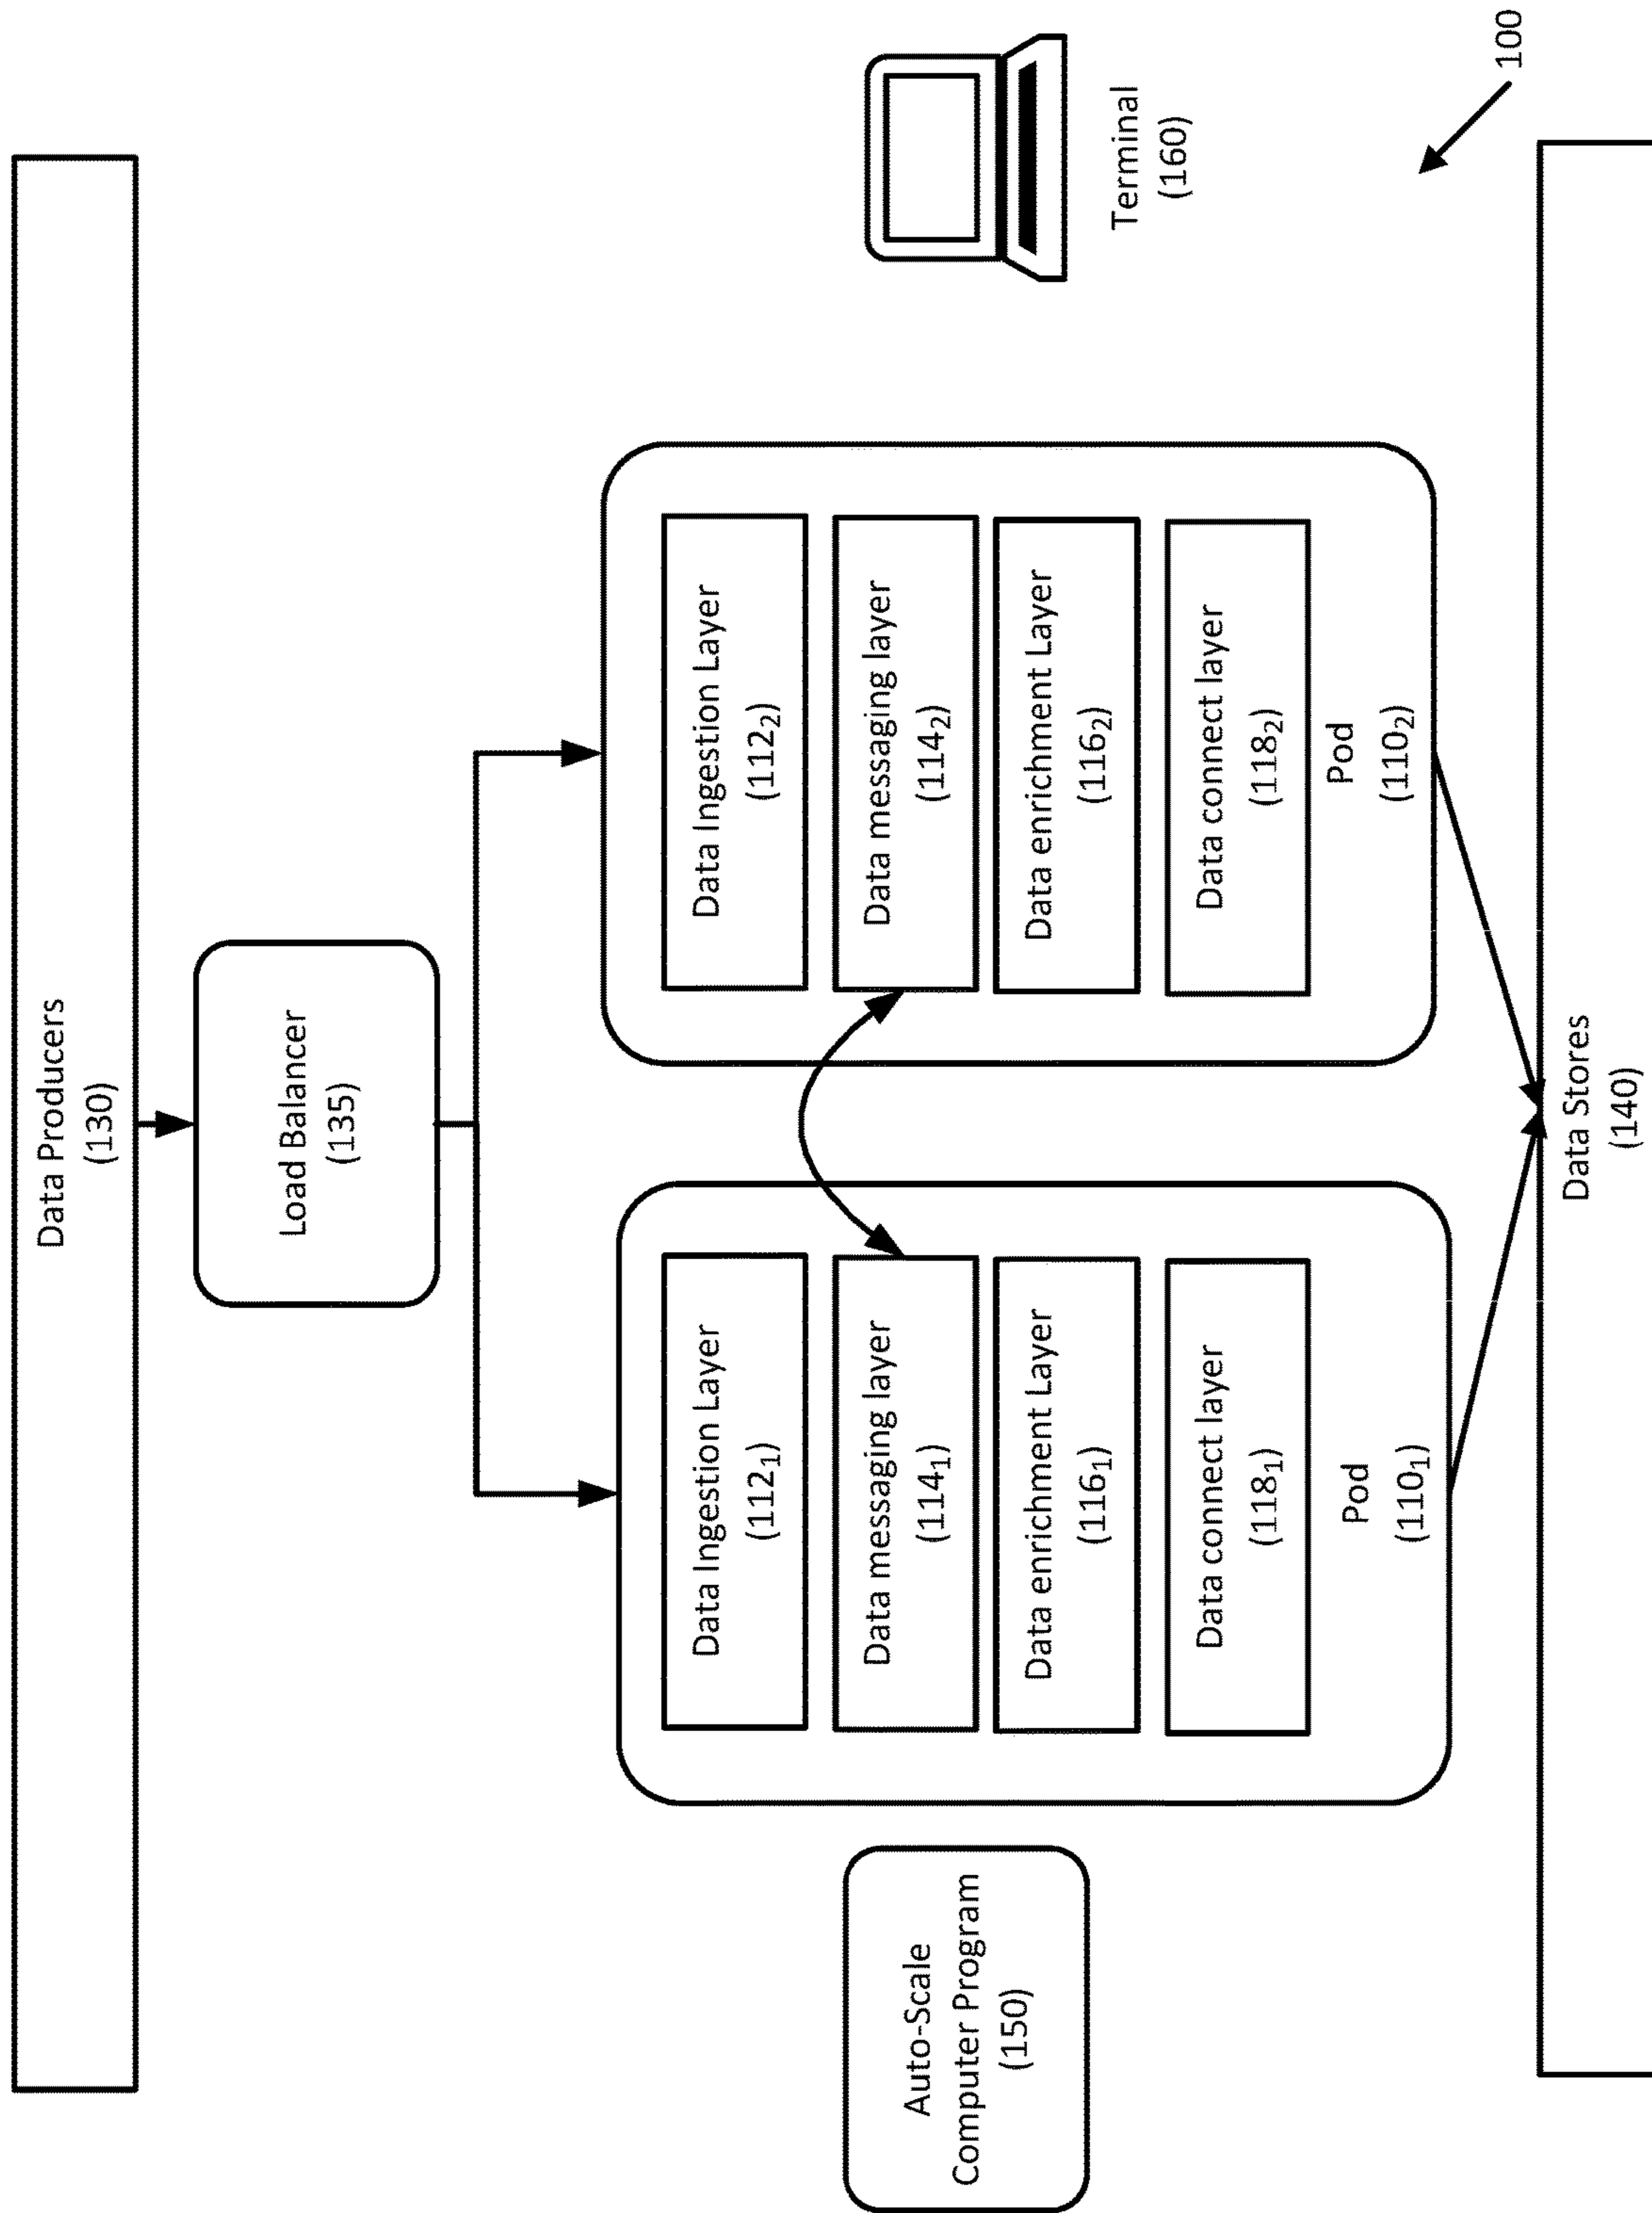 Data Producers
(130)
Load Balancer
(135)
Auto-Scale
Computer Program
(150)
Data Ingestion Layer
(112₁)
Data messaging layer
(114₁)
Data enrichment Layer
(116₁)
Data connect layer
(118₁)
Pod
(110₁)
Data Ingestion Layer
(112₂)
Data messaging layer
(114₂)
Data enrichment Layer
(116₂)
Data connect layer
(118₂)
Pod
(110₂)
Terminal
(160)
100
Data Stores
(140)